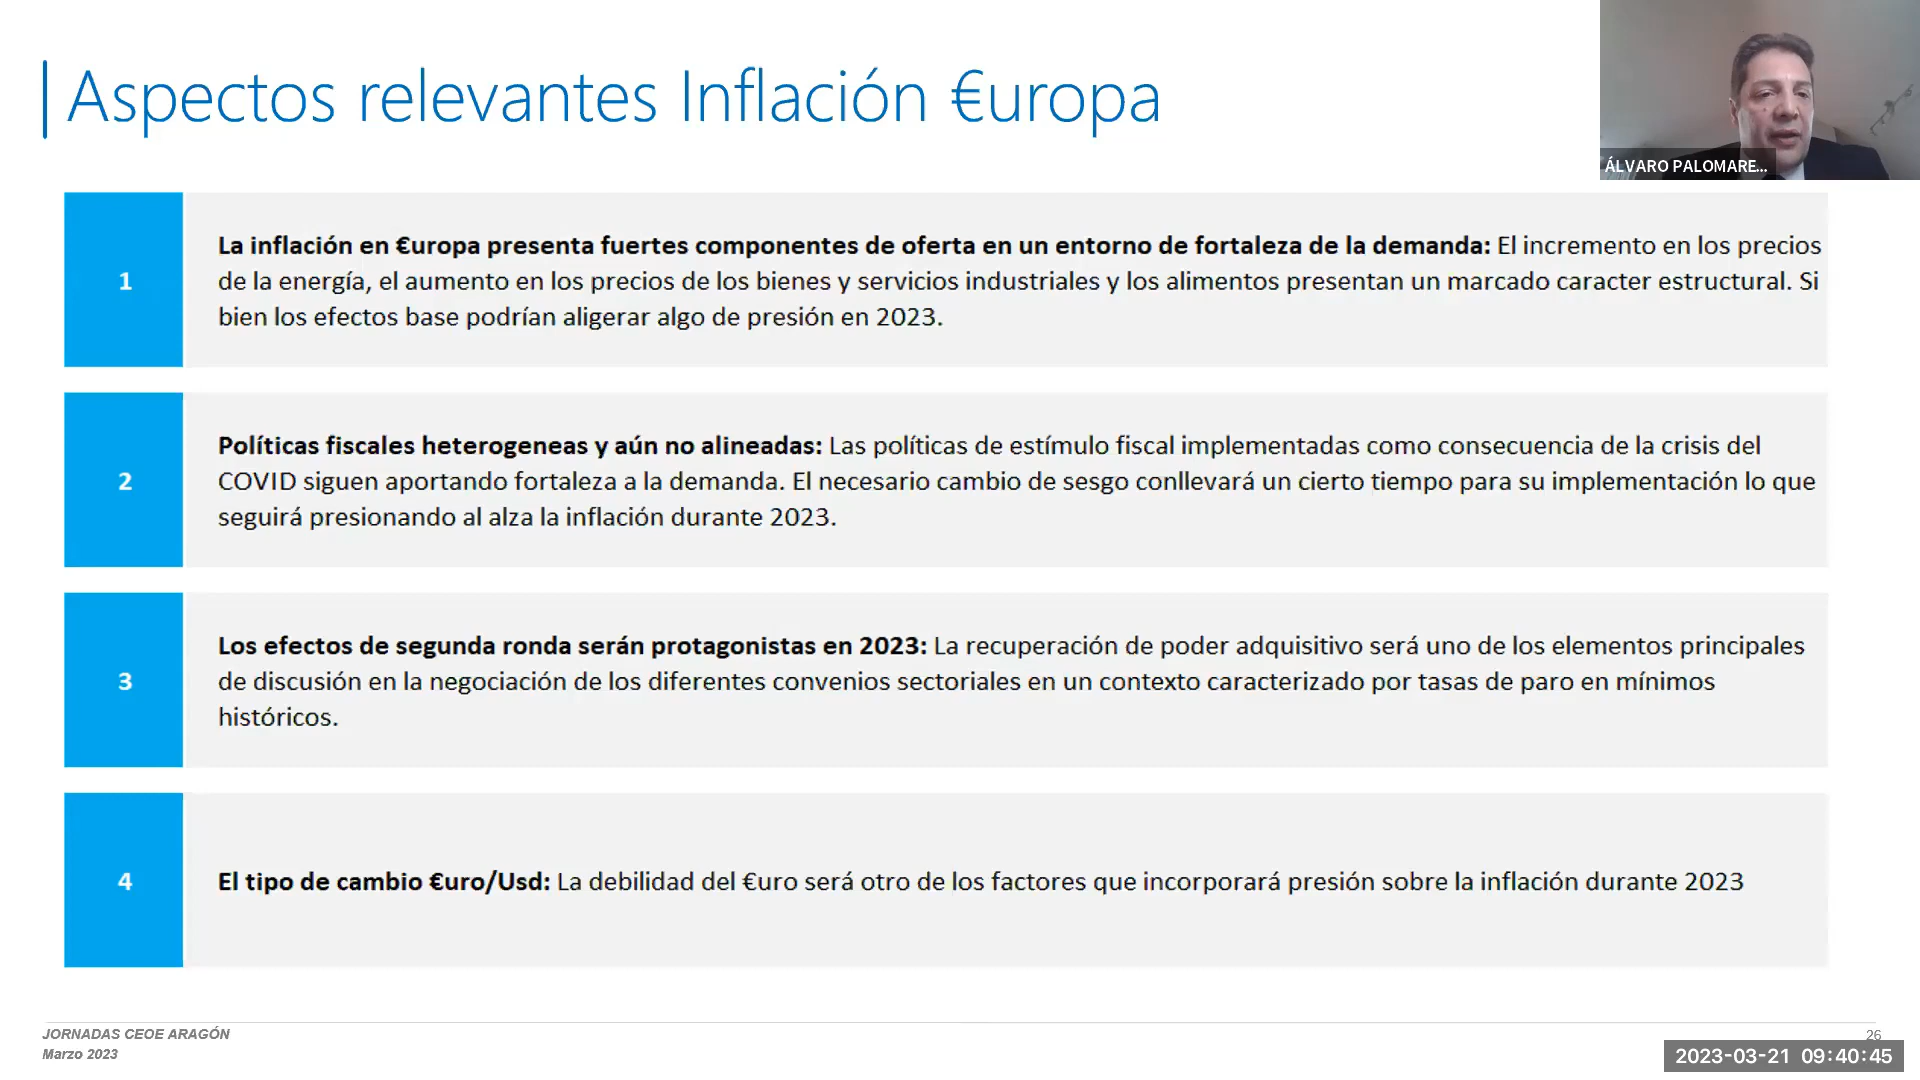 Aspectos relevantes Inflación €uropa
ÁLVARO PALOMARE...
1
La inflación en €uropa presenta fuertes componentes de oferta en un entorno de fortaleza de la demanda: El incremento en los precios
de la energía, el aumento en los precios de los bienes y servicios industriales y los alimentos presentan un marcado caracter estructural. Si
bien los efectos base podrían aligerar algo de presión en 2023.
2
Políticas fiscales heterogeneas y aún no alineadas: Las políticas de estímulo fiscal implementadas como consecuencia de la crisis del
COVID siguen aportando fortaleza a la demanda. El necesario cambio de sesgo conllevará un cierto tiempo para su implementación lo que
seguirá presionando al alza la inflación durante 2023.
3
Los efectos de segunda ronda serán protagonistas en 2023: La recuperación de poder adquisitivo será uno de los elementos principales
de discusión en la negociación de los diferentes convenios sectoriales en un contexto caracterizado por tasas de paro en mínimos
históricos.
4
El tipo de cambio €uro/Usd: La debilidad del €uro será otro de los factores que incorporará presión sobre la inflación durante 2023
JORNADAS CEOE ARAGÓN
Marzo 2023
26
2023-03-21 09:40:45